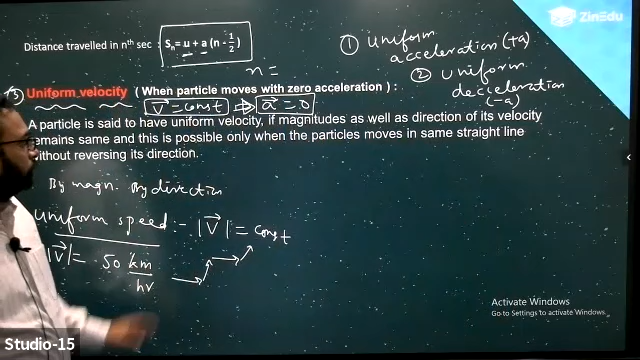 ZinEdu
Distance travelled in nth sec : Sn = u + a (n - 1/2)
n =
① Uniform acceleration (+a)
② Uniform decceleration (-a)
③ Uniform velocity ( When particle moves with zero acceleration ) :
V⃗ = const ⇒ a⃗ = 0
A particle is said to have uniform velocity, if magnitudes as well as direction of its velocity
remains same and this is possible only when the particles moves in same straight line
without reversing its direction.
By magn. By direction
Uniform speed - |V⃗| = const
|V⃗| = 50 km/hr
Activate Windows
Go to Settings to activate Windows.
Studio-15